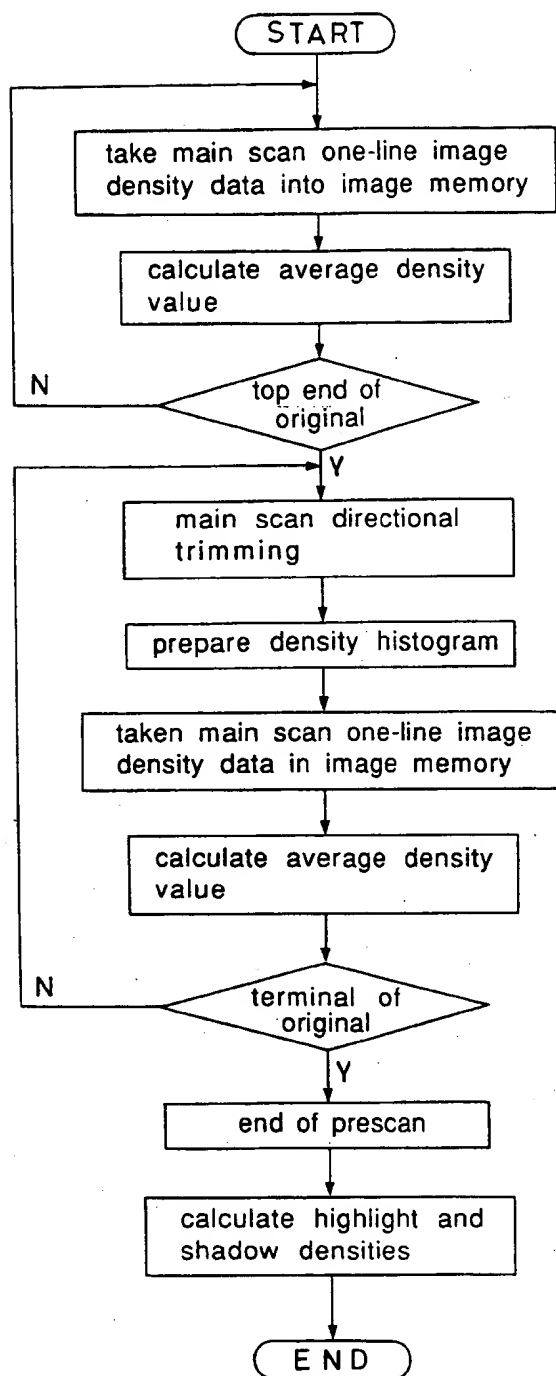 START
take main scan one-line image
density data into image memory
calculate average density
value
N
top end of
original
Y
main scan directional
trimming
prepare density histogram
taken main scan one-line image
density data in image memory
calculate average density
value
N
terminal of
original
Y
end of prescan
calculate highlight and
shadow densities
END